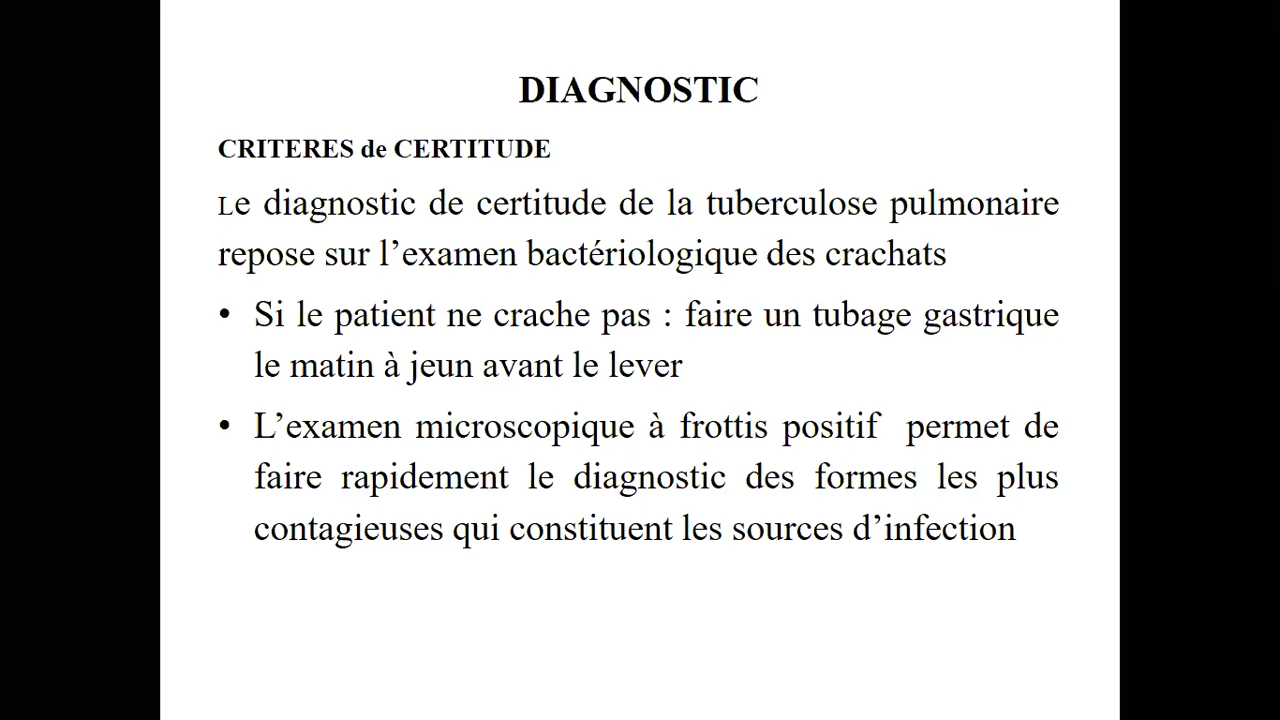 DIAGNOSTIC
CRITERES de CERTITUDE
Le diagnostic de certitude de la tuberculose pulmonaire
repose sur l’examen bactériologique des crachats
• Si le patient ne crache pas : faire un tubage gastrique
le matin à jeun avant le lever
• L’examen microscopique à frottis positif  permet de
faire rapidement le diagnostic des formes les plus
contagieuses qui constituent les sources d’infection